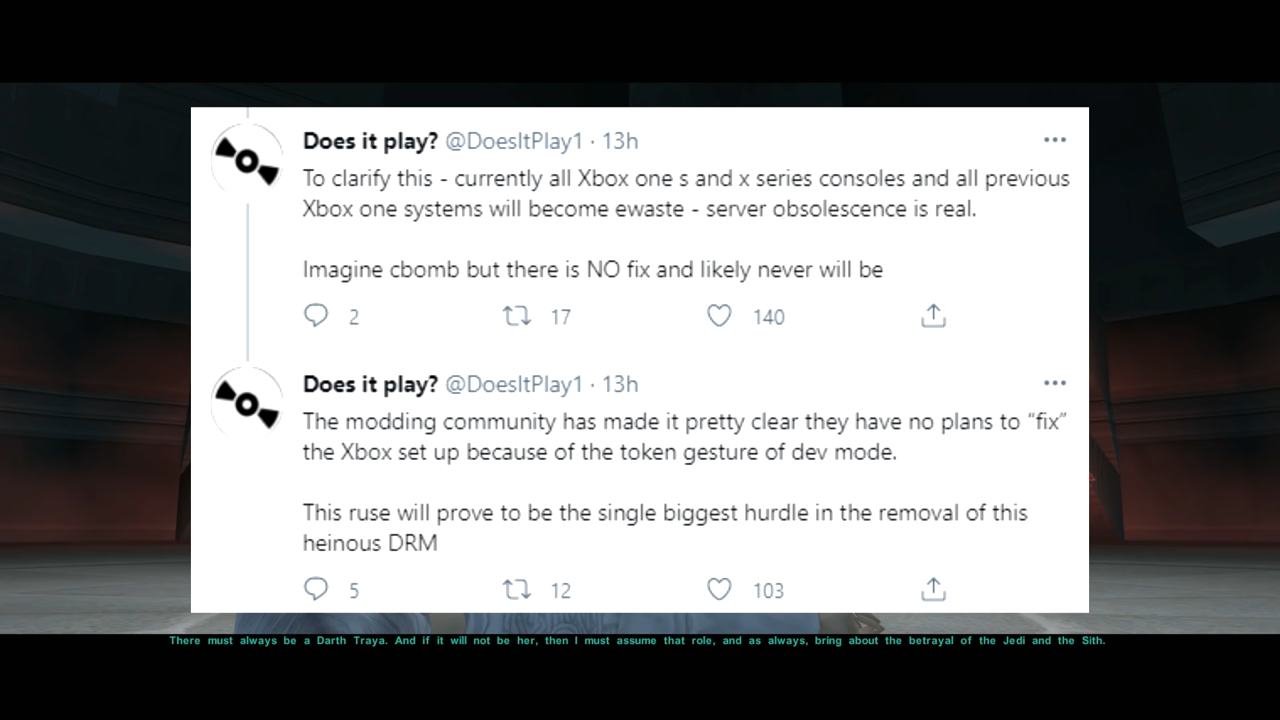 Does it play? @DoesItPlay1 · 13h
To clarify this - currently all Xbox one s and x series consoles and all previous
Xbox one systems will become ewaste - server obsolescence is real.
Imagine cbomb but there is NO fix and likely never will be
2 17 140
Does it play? @DoesItPlay1 · 13h
The modding community has made it pretty clear they have no plans to “fix”
the Xbox set up because of the token gesture of dev mode.
This ruse will prove to be the single biggest hurdle in the removal of this
heinous DRM
5 12 103
There must always be a Darth Traya. And if it will not be her, then I must assume that role, and as always, bring about the betrayal of the Jedi and the Sith.